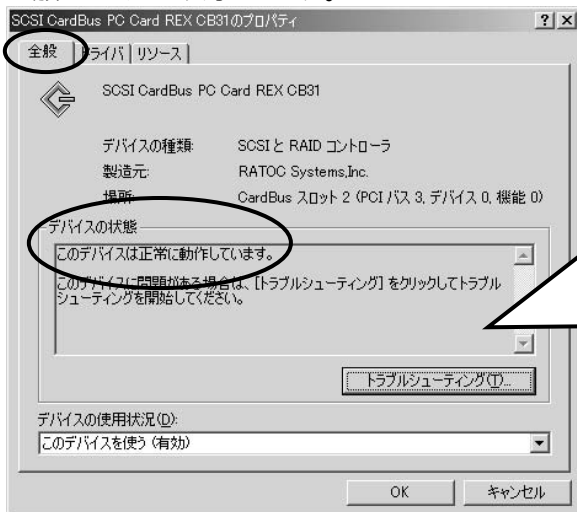 SCSI CardBus PC Card REX CB31のプロパティ
全般 ドライバ リソース
SCSI CardBus PC Card REX CB31
デバイスの種類: SCSI と RAID コントローラ
製造元: RATOC Systems,Inc.
場所: CardBus スロット 2 (PCI バス 3, デバイス 0, 機能 0)
デバイスの状態
このデバイスは正常に動作しています。
このデバイスに問題がある場合は、[トラブルシューティング] をクリックしてトラブル
シューティングを開始してください。
トラブルシューティング(T)...
デバイスの使用状況(D):
このデバイスを使う (有効)
OK キャンセル